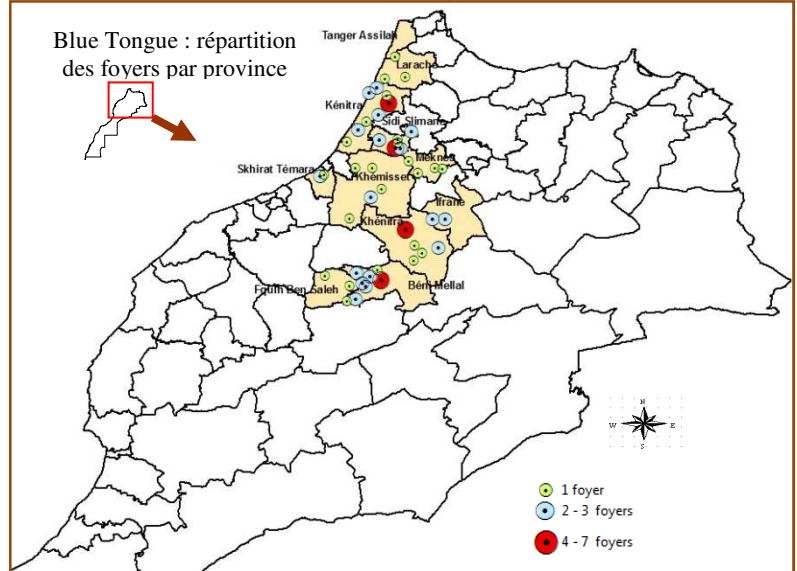 Blue Tongue : répartition
des foyers par province
Tanger Assilah
Larache
Kénitra
Sidi Slimane
Meknes
Skhirat Témara
Khémisset
Ifrane
Khénifra
Fquih Ben Saleh
Béni Mellal
N
W
E
S
1 foyer
2 - 3 foyers
4 - 7 foyers